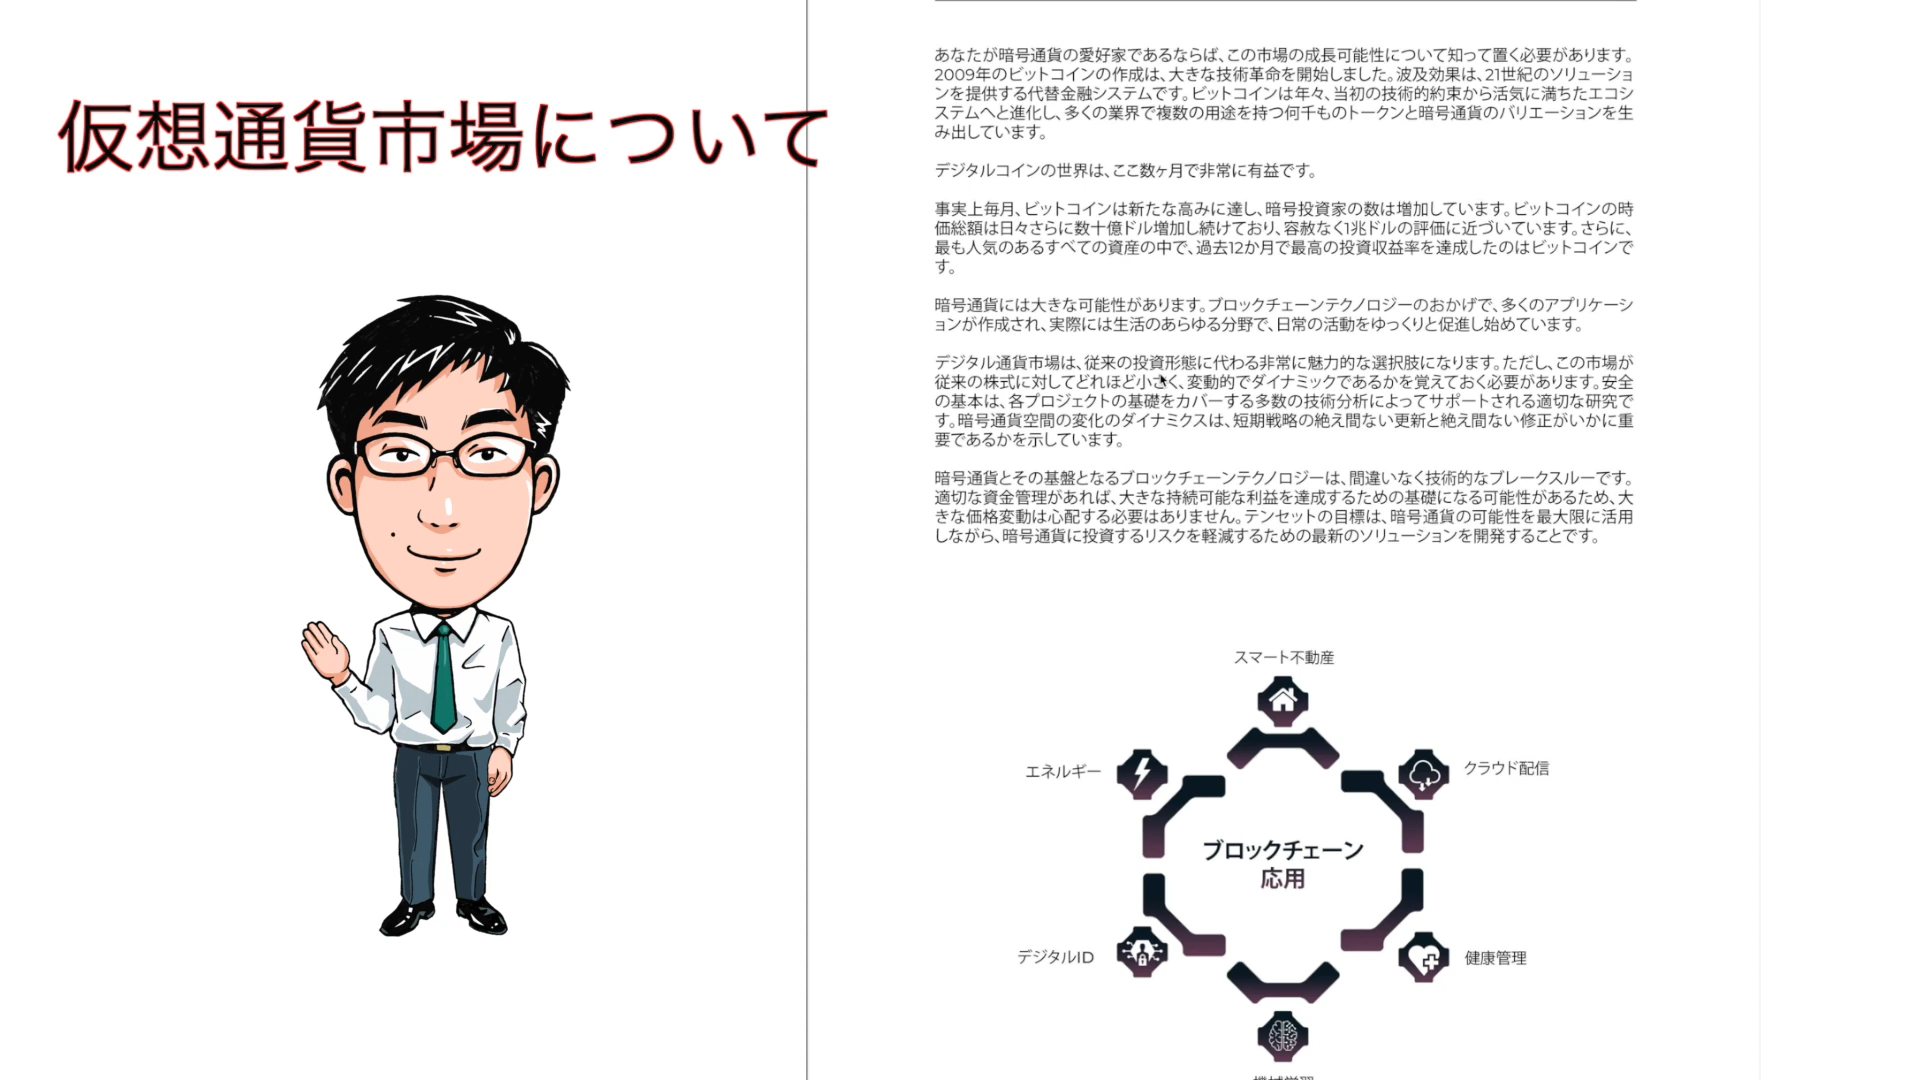 仮想通貨市場について
あなたが暗号通貨の愛好家であるならば、この市場の成長可能性について知って置く必要があります。
2009年のビットコインの作成は、大きな技術革命を開始しました。波及効果は、21世紀のソリューショ
ンを提供する代替金融システムです。ビットコインは年々、当初の技術的約束から活気に満ちたエコシ
ステムへと進化し、多くの業界で複数の用途を持つ何千ものトークンと暗号通貨のバリエーションを生
み出しています。
デジタルコインの世界は、ここ数ヶ月で非常に有益です。
事実上毎月、ビットコインは新たな高みに達し、暗号投資家の数は増加しています。ビットコインの時
価総額は日々さらに数十億ドル増加し続けており、容赦なく1兆ドルの評価に近づいています。さらに、
最も人気のあるすべての資産の中で、過去12か月で最高の投資収益率を達成したのはビットコインで
す。
暗号通貨には大きな可能性があります。ブロックチェーンテクノロジーのおかげで、多くのアプリケーシ
ョンが作成され、実際には生活のあらゆる分野で、日常の活動をゆっくりと促進し始めています。
デジタル通貨市場は、従来の投資形態に代わる非常に魅力的な選択肢になります。ただし、この市場が
従来の株式に対してどれほど小さく、変動的でダイナミックであるかを覚えておく必要があります。安全
の基本は、各プロジェクトの基礎をカバーする多数の技術分析によってサポートされる適切な研究で
す。暗号通貨空間の変化のダイナミクスは、短期戦略の絶え間ない更新と絶え間ない修正がいかに重
要であるかを示しています。
暗号通貨とその基盤となるブロックチェーンテクノロジーは、間違いなく技術的なブレークスルーです。
適切な資金管理があれば、大きな持続可能な利益を達成するための基礎になる可能性があるため、大
きな価格変動は心配する必要はありません。テンセットの目標は、暗号通貨の可能性を最大限に活用
しながら、暗号通貨に投資するリスクを軽減するための最新のソリューションを開発することです。
スマート不動産
エネルギー
クラウド配信
ブロックチェーン
応用
デジタルID
健康管理